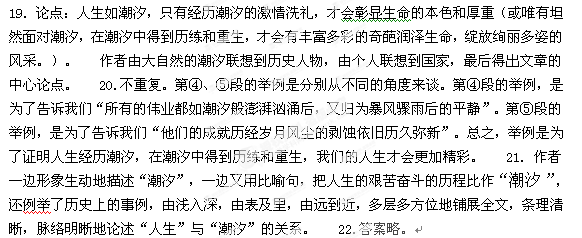 19. 论点：人生如潮汐，只有经历潮汐的激情洗礼，才会彰显生命的本色和厚重（或唯有坦
然面对潮汐，在潮汐中得到历练和重生，才会有丰富多彩的奇葩润泽生命，绽放绚丽多姿的
风采。）。 作者由大自然的潮汐联想到历史人物，由个人联想到国家，最后得出文章的
中心论点。 20.不重复。第④、⑤段的举例是分别从不同的角度来谈。第④段的举例，是
为了告诉我们“所有的伟业都如潮汐般澎湃汹涌后，又归为暴风骤雨后的平静”。第⑤段的
举例，是为了告诉我们“他们的成就历经岁月风尘的剥蚀依旧历久弥新”。总之，举例是为
了证明人生经历潮汐，在潮汐中得到历练和重生，我们的人生才会更加精彩。 21. 作者
一边形象生动地描述“潮汐”，一边又用比喻句，把人生的艰苦奋斗的历程比作“潮汐”，
还例举了历史上的事例，由浅入深，由表及里，由远到近，多层多方位地铺展全文，条理清
晰，脉络明晰地论述“人生”与“潮汐”的关系。 22.答案略。